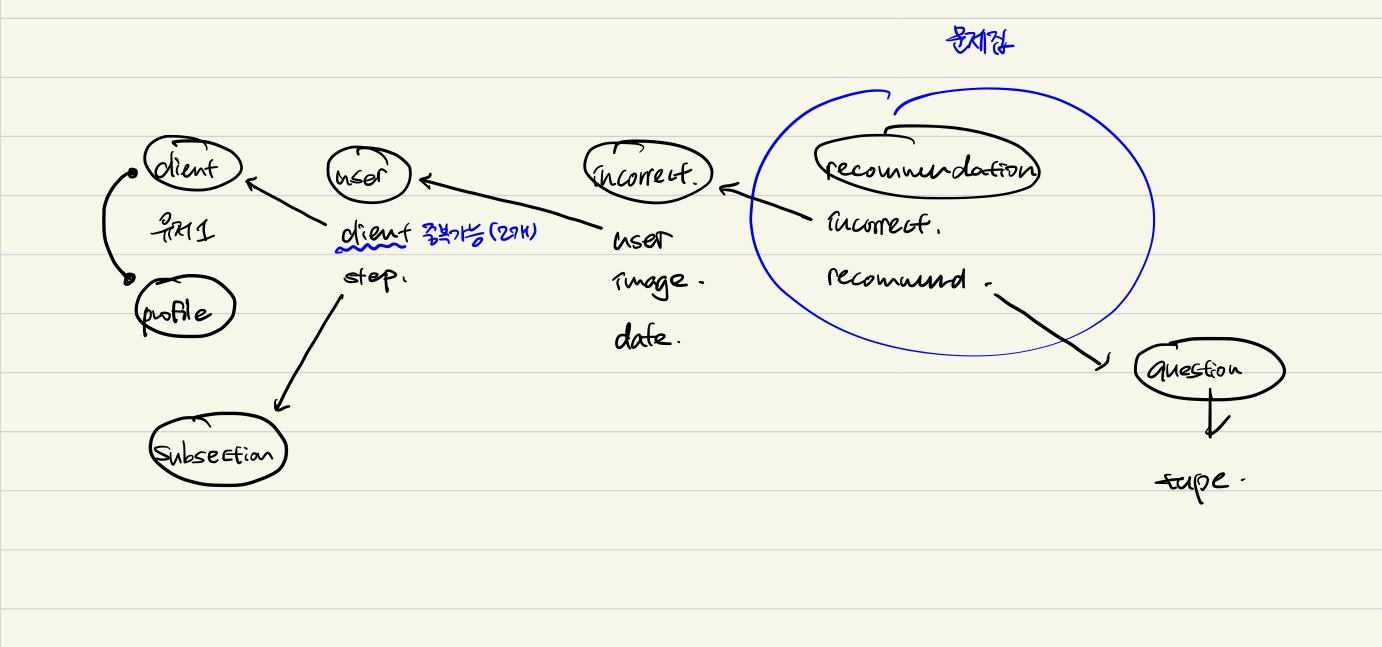 문제집
client
user
incorrect.
recommendation
유저1
client 중복가능 (2개)
step.
user
image.
date.
incorrect.
recommend.
profile
question
Subsection
type.